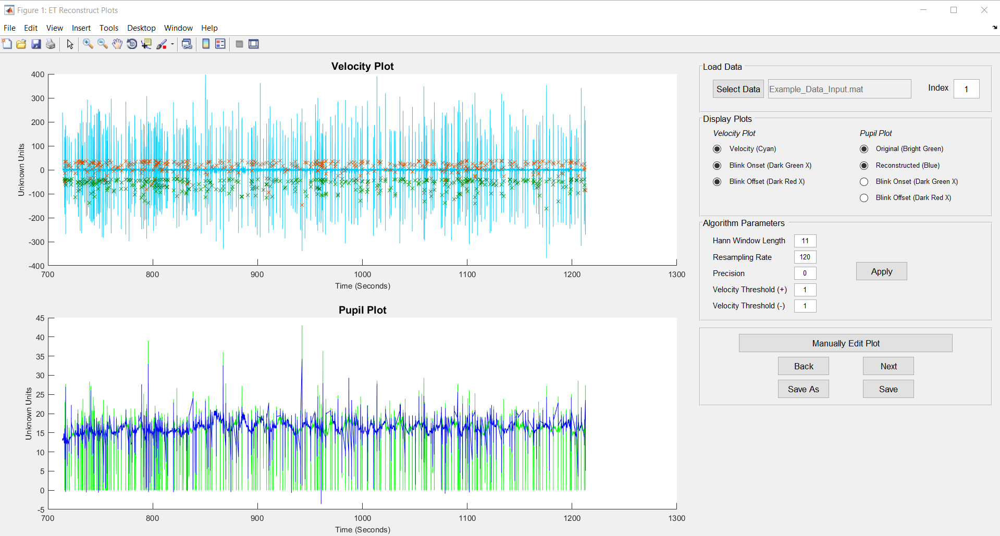 Figure 1: ET Reconstruct Plots
File Edit View Insert Tools Desktop Window Help
Velocity Plot
400
300
200
100
0
-100
-200
-300
-400
Unknown Units
700 800 900 1000 1100 1200 1300
Time (Seconds)
Pupil Plot
45
40
35
30
25
20
15
10
5
0
-5
Unknown Units
700 800 900 1000 1100 1200 1300
Time (Seconds)
Load Data
Select Data Example_Data_Input.mat Index 1
Display Plots
Velocity Plot
Velocity (Cyan)
Blink Onset (Dark Green X)
Blink Offset (Dark Red X)
Pupil Plot
Original (Bright Green)
Reconstructed (Blue)
Blink Onset (Dark Green X)
Blink Offset (Dark Red X)
Algorithm Parameters
Hann Window Length 11
Resampling Rate 120
Precision 0
Velocity Threshold (+) 1
Velocity Threshold (-) 1
Apply
Manually Edit Plot
Back Next
Save As Save